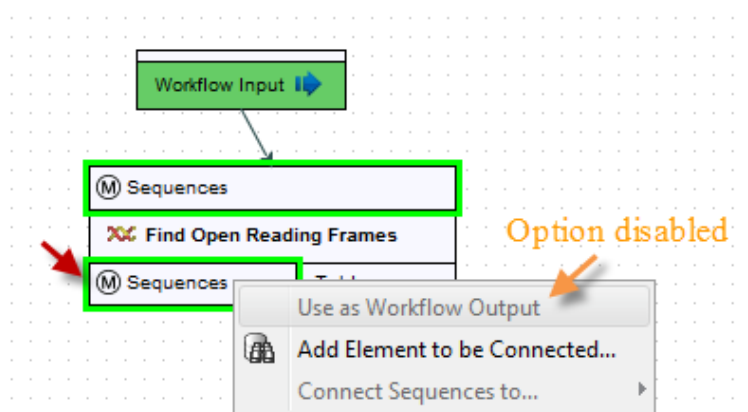 Workflow Input
M Sequences
Find Open Reading Frames
Option disabled
M Sequences
Use as Workflow Output
Add Element to be Connected...
Connect Sequences to...